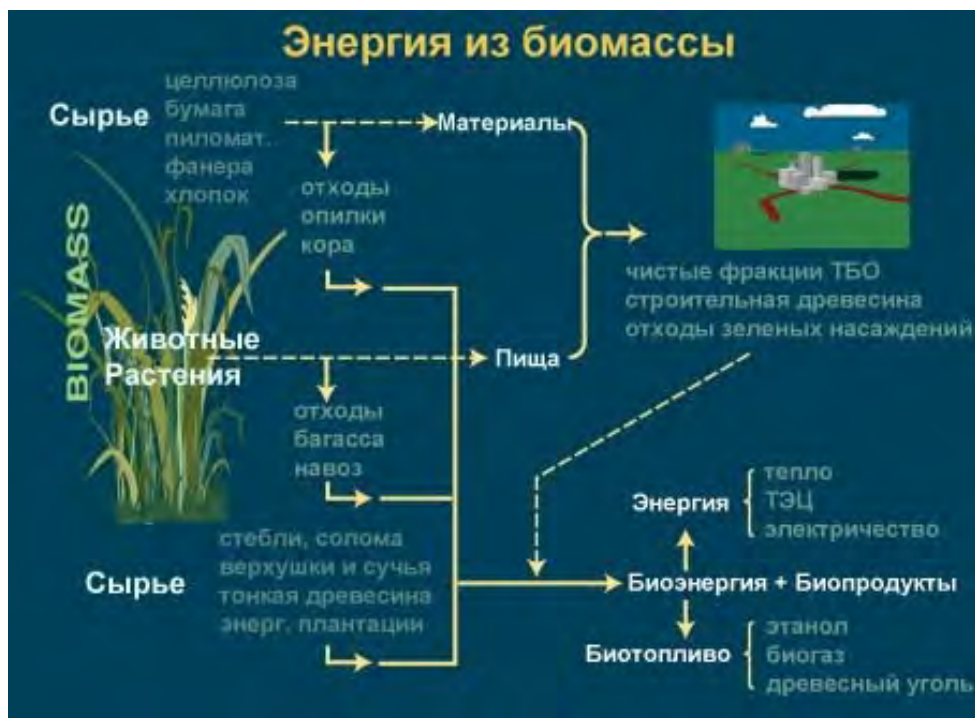 Энергия из биомассы
Сырье
целлюлоза
бумага
пиломат.
фанера
хлопок
Материалы
отходы
опилки
кора
BIOMASS
Животные
Растения
Пища
отходы
багасса
навоз
чистые фракции ТБО
строительная древесина
отходы зеленых насаждений
Сырье
стебли, солома
верхушки и сучья
тонкая древесина
энерг. плантации
Энергия
тепло
ТЭЦ
электричество
Биоэнергия + Биопродукты
Биотопливо
этанол
биогаз
древесный уголь